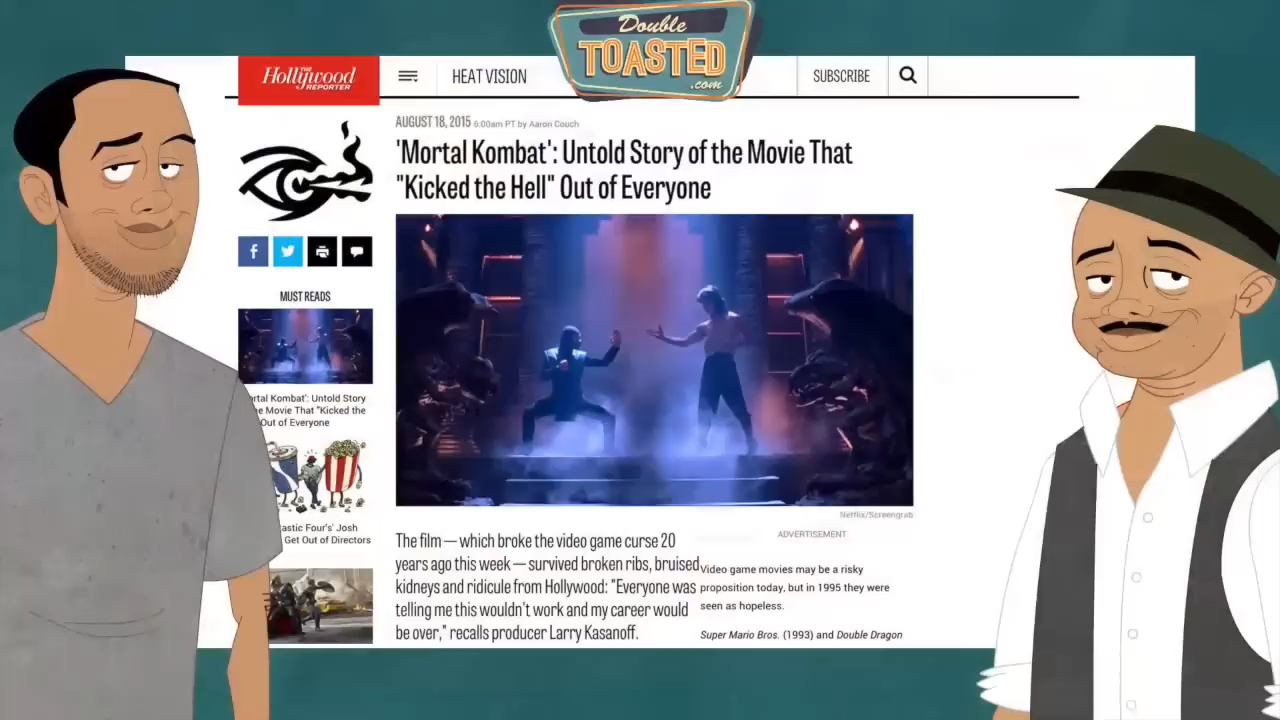 Double
TOASTED
.com
THE
Hollywood
REPORTER
HEAT VISION
SUBSCRIBE
AUGUST 18, 2015 6:00am PT by Aaron Couch
'Mortal Kombat': Untold Story of the Movie That
"Kicked the Hell" Out of Everyone
MUST READS
rtal Kombat': Untold Story
e Movie That "Kicked the
Out of Everyone
tastic Four's' Josh
Get Out of Directors
Netflix/Screengrab
The film — which broke the video game curse 20
years ago this week — survived broken ribs, bruised
kidneys and ridicule from Hollywood: "Everyone was
telling me this wouldn't work and my career would
be over," recalls producer Larry Kasanoff.
ADVERTISEMENT
Video game movies may be a risky
proposition today, but in 1995 they were
seen as hopeless.
Super Mario Bros. (1993) and Double Dragon